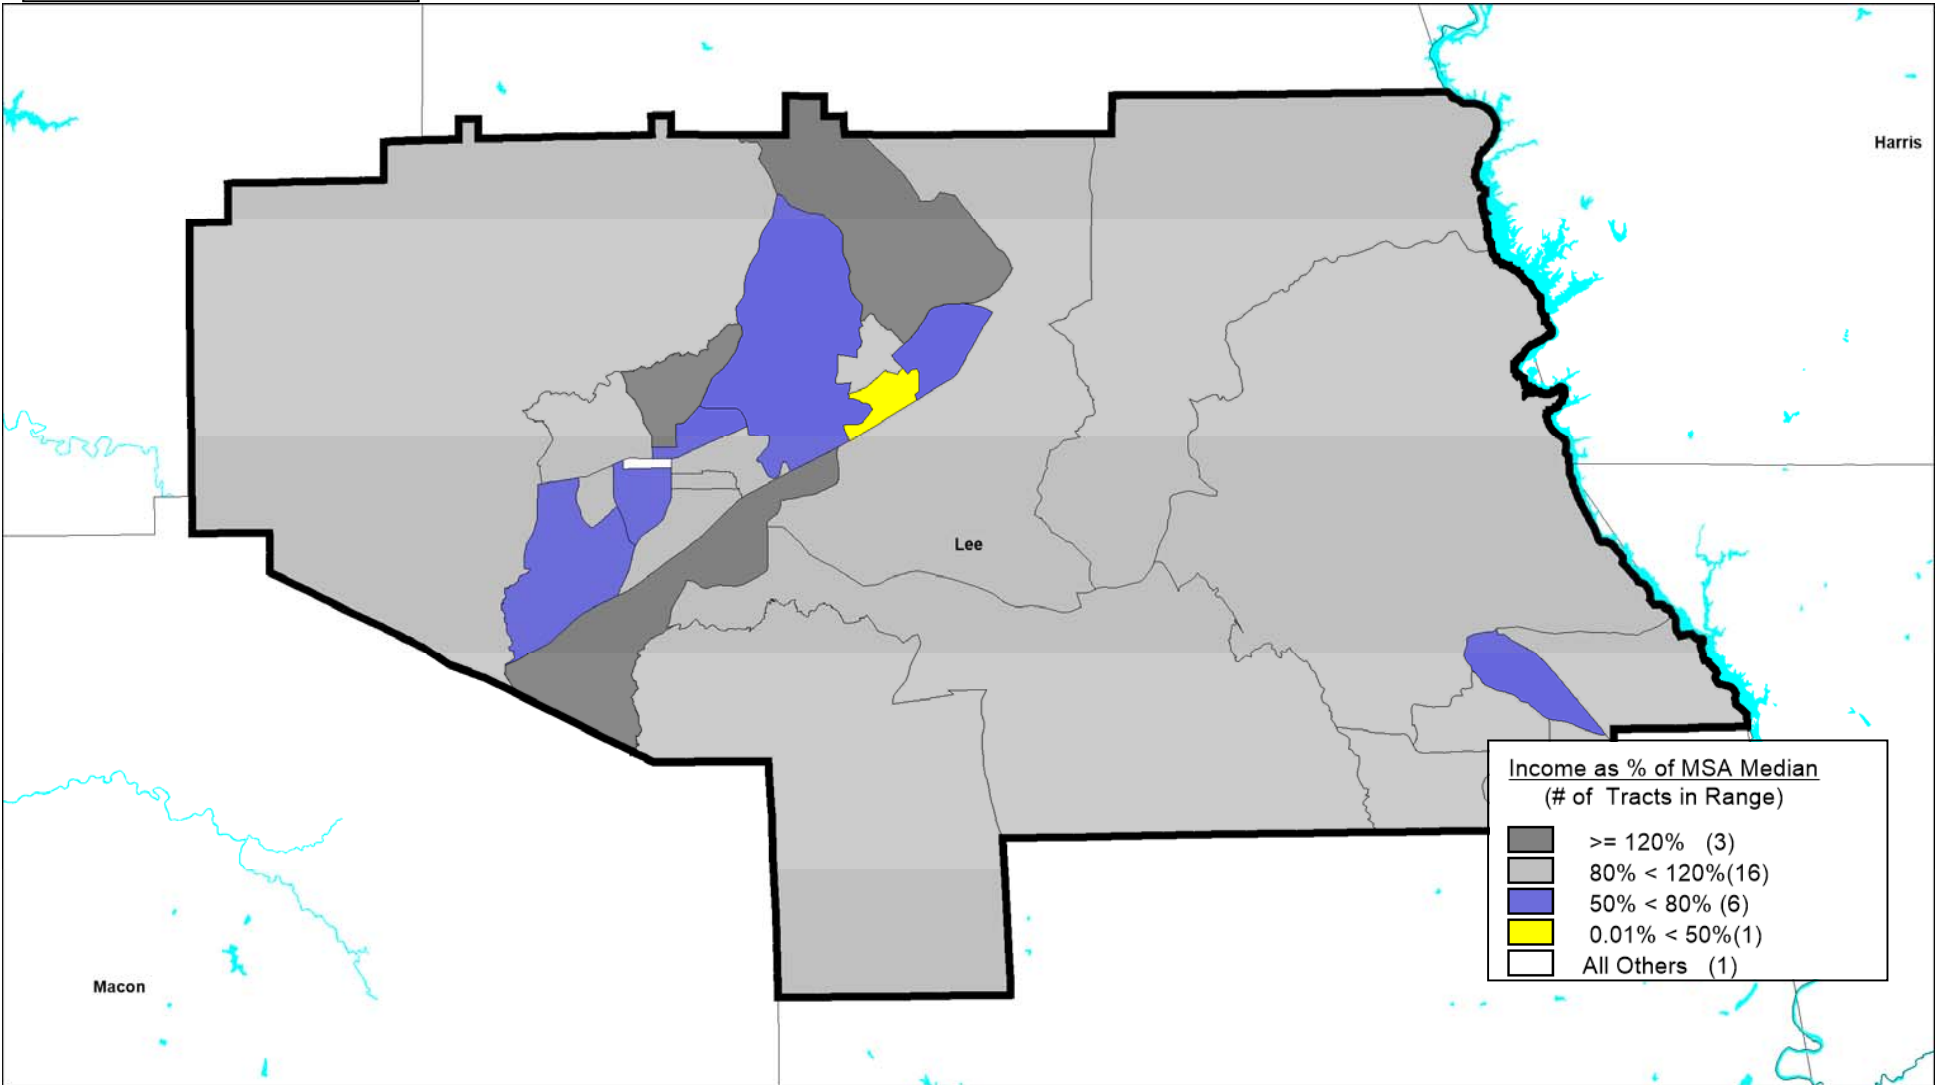 Harris
Lee
Macon
Income as % of MSA Median
(# of Tracts in Range)
>= 120% (3)
80% < 120%(16)
50% < 80% (6)
0.01% < 50%(1)
All Others (1)